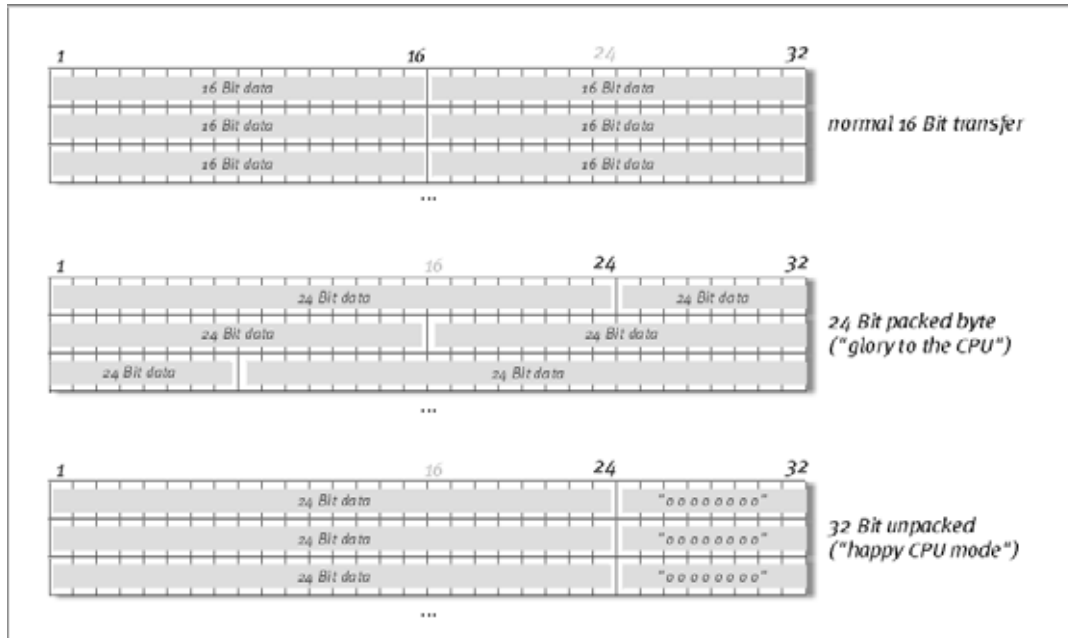 1 16 24 32
16 Bit data 16 Bit data
16 Bit data 16 Bit data
16 Bit data 16 Bit data
normal 16 Bit transfer
...
1 16 24 32
24 Bit data 24 Bit data
24 Bit data 24 Bit data
24 Bit data 24 Bit data
24 Bit packed byte
("glory to the CPU")
...
1 16 24 32
24 Bit data "0 0 0 0 0 0 0 0"
24 Bit data "0 0 0 0 0 0 0 0"
24 Bit data "0 0 0 0 0 0 0 0"
32 Bit unpacked
("happy CPU mode")
...